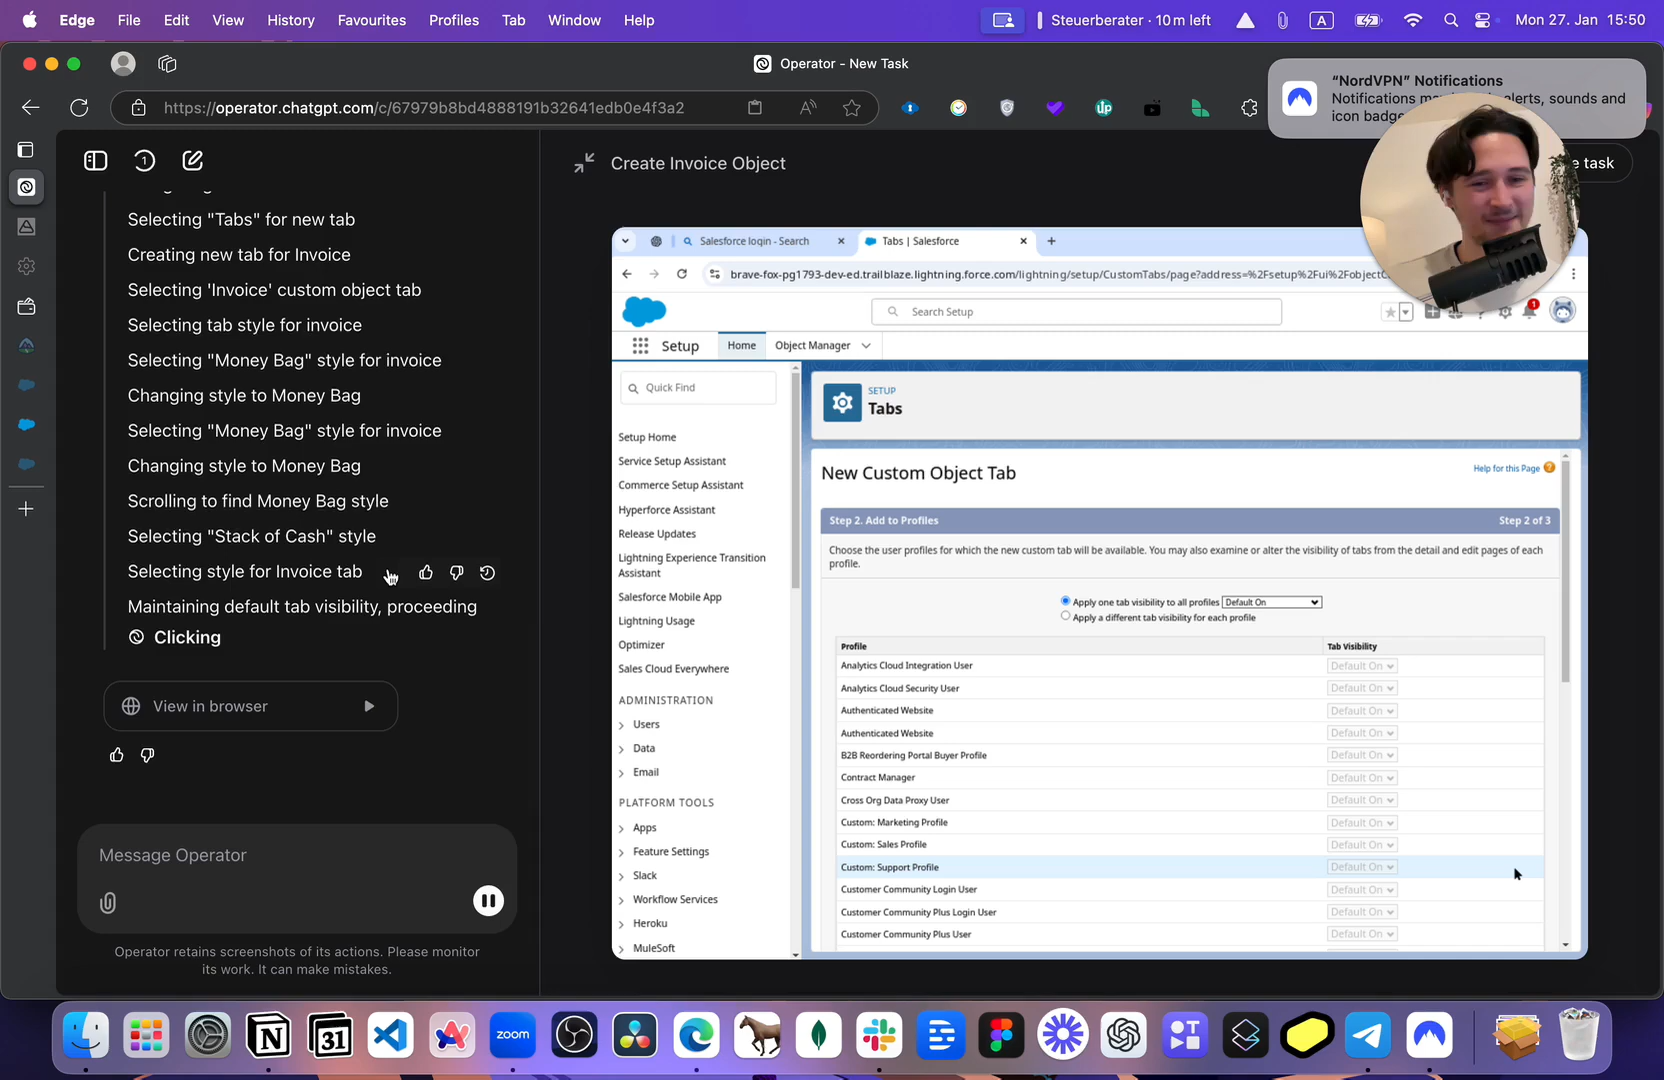 Edge File Edit View History Favourites Profiles Tab Window Help
Steuerberater · 10 m left
A
Mon 27. Jan 15:50
Operator - New Task
https://operator.chatgpt.com/c/67979b8bd4888191b32641edb0e4f3a2
up
“NordVPN” Notifications
Notifications alerts, sounds and
icon
Create Invoice Object
task
1
Selecting "Tabs" for new tab
Creating new tab for Invoice
Selecting 'Invoice' custom object tab
Selecting tab style for invoice
Selecting "Money Bag" style for invoice
Changing style to Money Bag
Selecting "Money Bag" style for invoice
Changing style to Money Bag
Scrolling to find Money Bag style
Selecting "Stack of Cash" style
Selecting style for Invoice tab
Maintaining default tab visibility, proceeding
Clicking
View in browser
Message Operator
Operator retains screenshots of its actions. Please monitor
its work. It can make mistakes.
Salesforce login - Search
Tabs | Salesforce
brave-fox-pg1793-dev-ed.trailblaze.lightning.force.com/lightning/setup/CustomTabs/page?address=%2Fsetup%2Fui%2Fobject
Search Setup
1
Setup Home Object Manager
Quick Find
Setup Home
Service Setup Assistant
Commerce Setup Assistant
Hyperforce Assistant
Release Updates
Lightning Experience Transition
Assistant
Salesforce Mobile App
Lightning Usage
Optimizer
Sales Cloud Everywhere
ADMINISTRATION
Users
Data
Email
PLATFORM TOOLS
Apps
Feature Settings
Slack
Workflow Services
Heroku
MuleSoft
SETUP
Tabs
New Custom Object Tab
Help for this Page
Step 2. Add to Profiles
Step 2 of 3
Choose the user profiles for which the new custom tab will be available. You may also examine or alter the visibility of tabs from the detail and edit pages of each
profile.
Apply one tab visibility to all profiles Default On
Apply a different tab visibility for each profile
Profile Tab Visibility
Analytics Cloud Integration User Default On
Analytics Cloud Security User Default On
Authenticated Website Default On
Authenticated Website Default On
B2B Reordering Portal Buyer Profile Default On
Contract Manager Default On
Cross Org Data Proxy User Default On
Custom: Marketing Profile Default On
Custom: Sales Profile Default On
Custom: Support Profile Default On
Customer Community Login User Default On
Customer Community Plus Login User Default On
Customer Community Plus User Default On
31
zoom